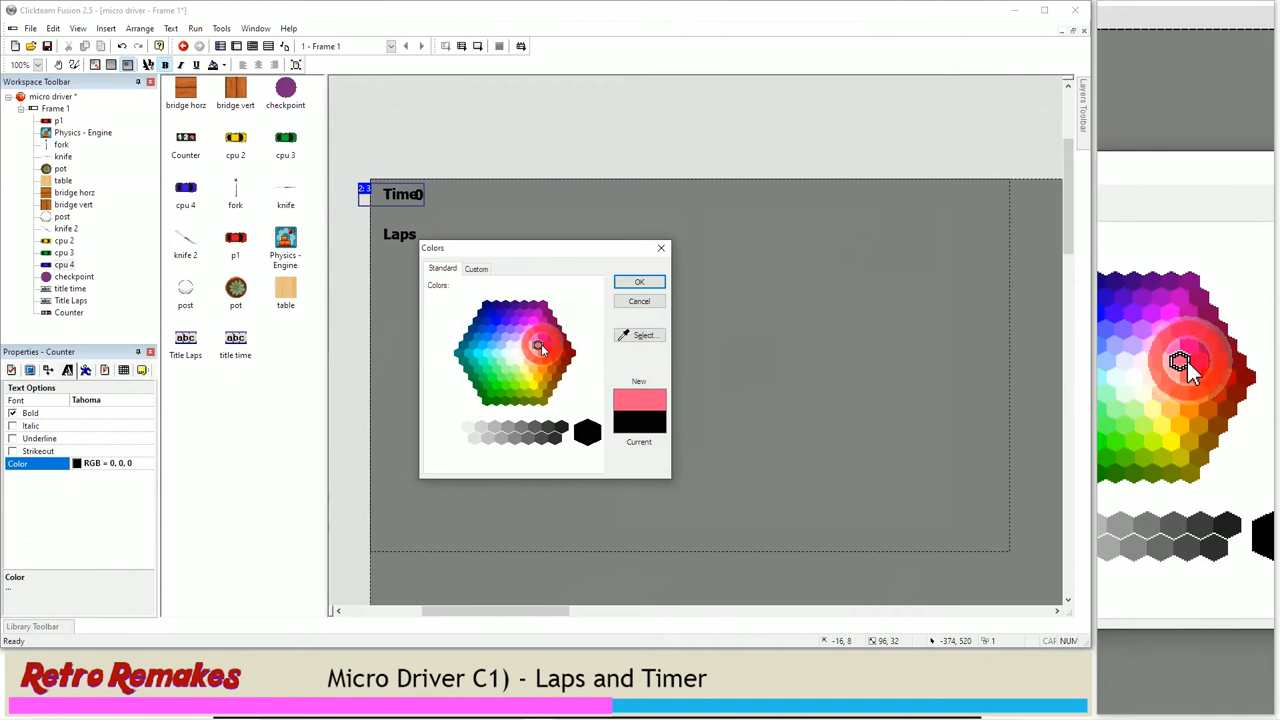 Clickteam Fusion 2.5 - [micro driver - Frame 1*]
File Edit View Insert Arrange Text Run Tools Window Help
1 - Frame 1
100%
Workspace Toolbar
micro driver *
Frame 1
p1
Physics - Engine
fork
knife
pot
table
bridge horz
bridge vert
post
knife 2
cpu 2
cpu 3
cpu 4
checkpoint
title time
Title Laps
Counter
bridge horz bridge vert checkpoint
Counter cpu 2 cpu 3
cpu 4 fork knife
knife 2 p1 Physics - Engine
post pot table
abc abc
Title Laps title time
Properties - Counter
Text Options
Font Tahoma
Bold
Italic
Underline
Strikeout
Color RGB = 0, 0, 0
Color
...
Library Toolbar
Ready
Layers Toolbar
Time0
Laps
Colors
Standard Custom
Colors:
OK
Cancel
Select...
New
Current
-16, 8 96, 32 -374, 520 1 CAF NUM
Retro Remakes
Micro Driver C1) - Laps and Timer